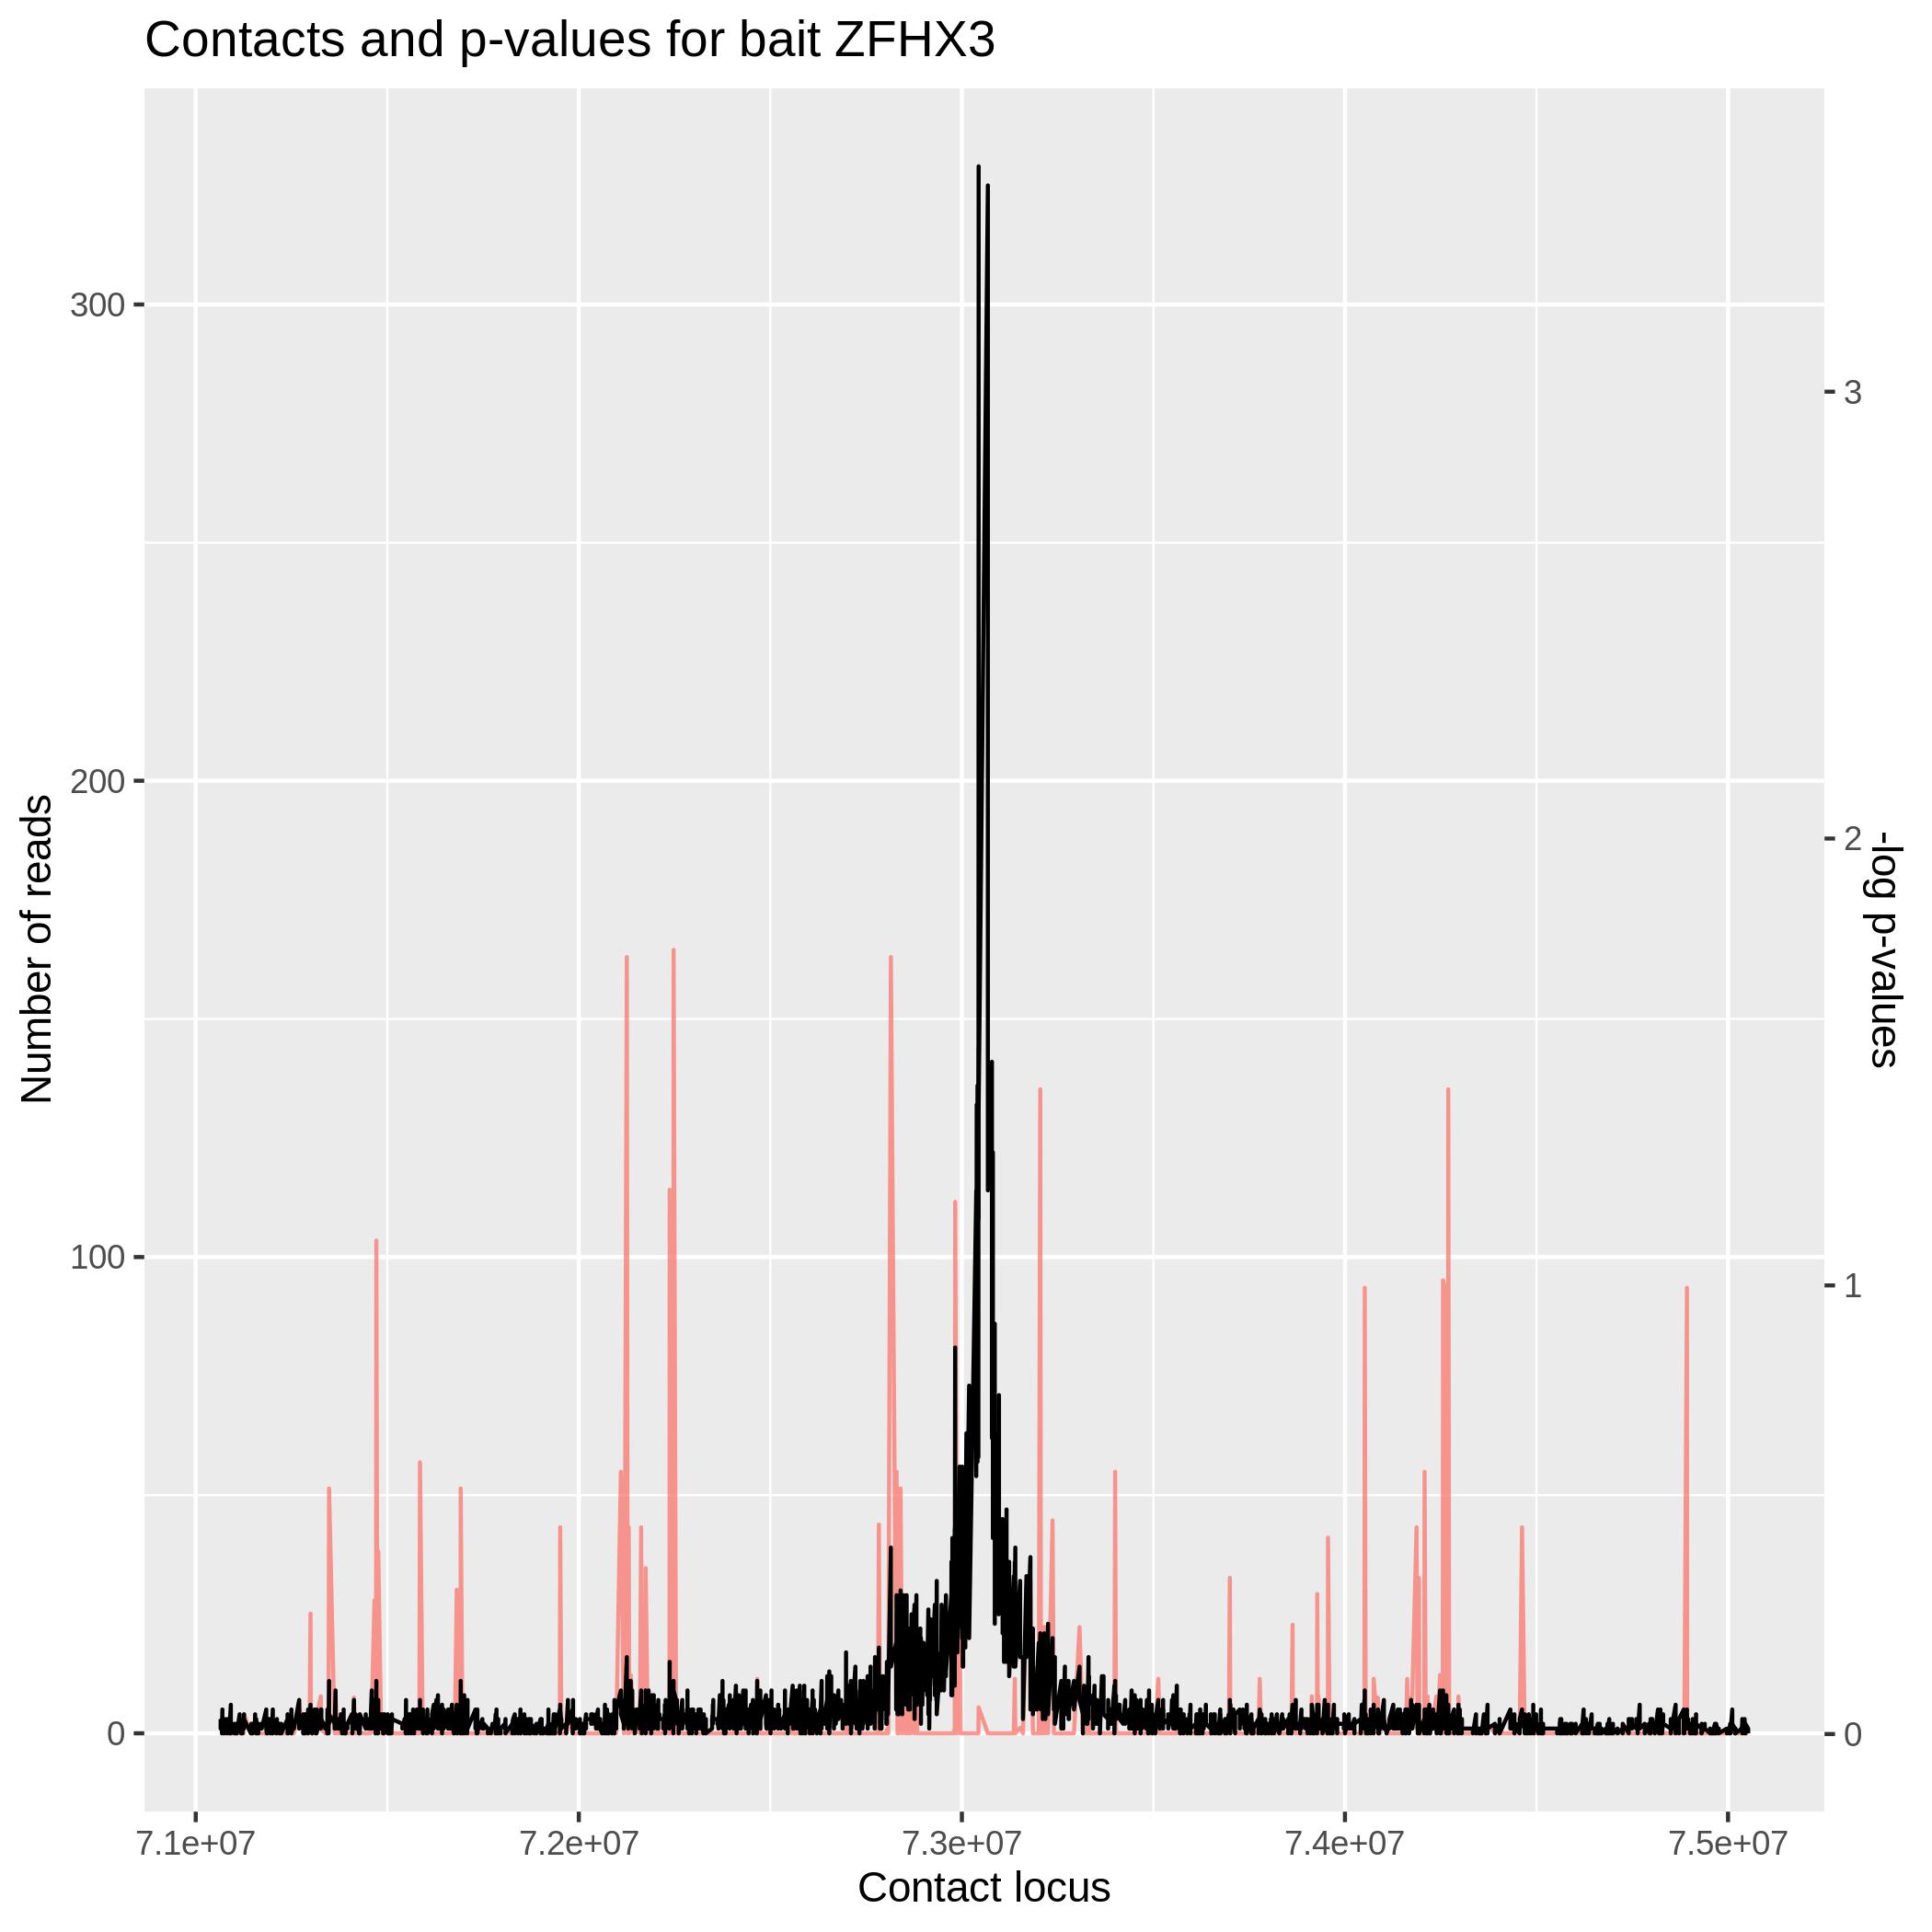 Contacts and p-values for bait ZFHX3
Number of reads
300
200
100
0
3
2
1
0
-log p-values
7.1e+07 7.2e+07 7.3e+07 7.4e+07 7.5e+07
Contact locus